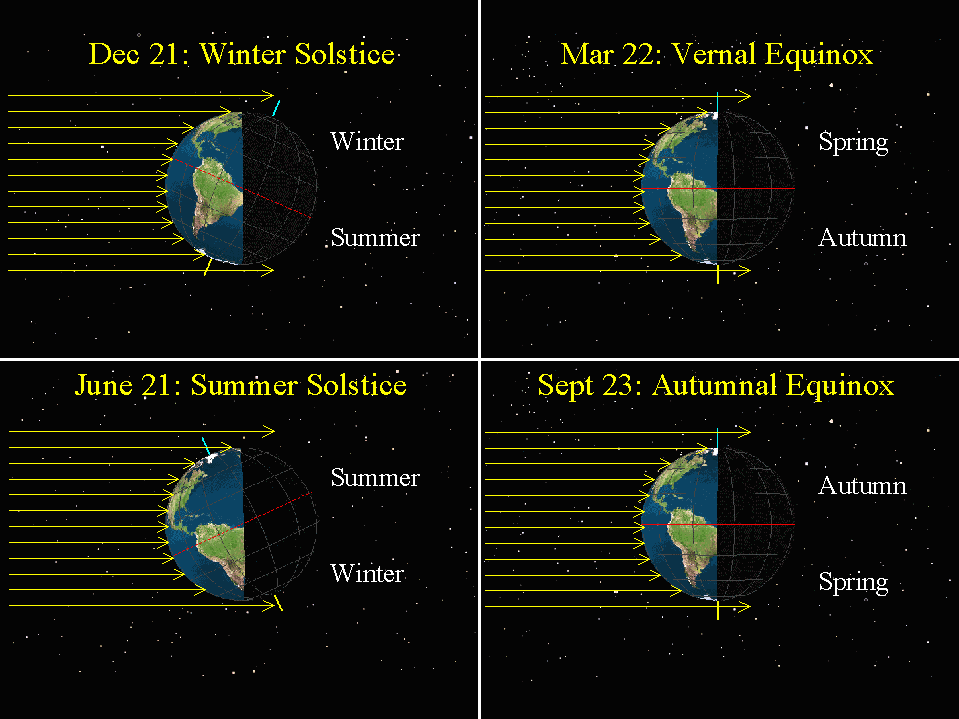 Dec 21: Winter Solstice
Winter
Summer
Mar 22: Vernal Equinox
Spring
Autumn
June 21: Summer Solstice
Summer
Winter
Sept 23: Autumnal Equinox
Autumn
Spring